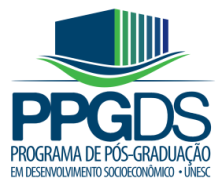 PPGDS
PROGRAMA DE PÓS-GRADUAÇÃO
EM DESENVOLVIMENTO SOCIOECONÔMICO • UNESC